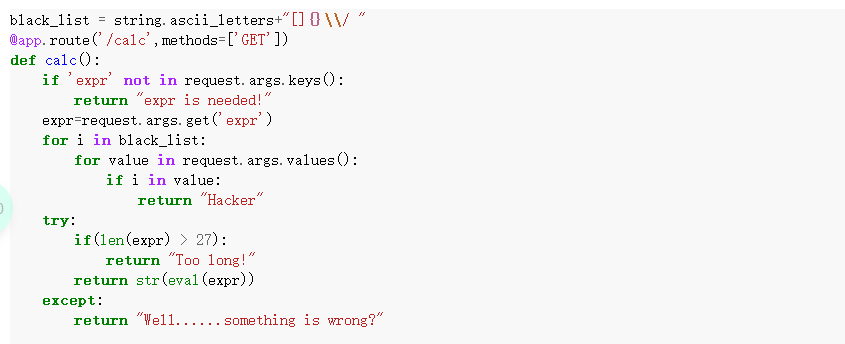 black_list = string.ascii_letters+"[]{}\\/ "
@app.route('/calc',methods=['GET'])
def calc():
    if 'expr' not in request.args.keys():
        return "expr is needed!"
    expr=request.args.get('expr')
    for i in black_list:
        for value in request.args.values():
            if i in value:
                return "Hacker"
    try:
        if(len(expr) > 27):
            return "Too long!"
        return str(eval(expr))
    except:
        return "Well......something is wrong?"